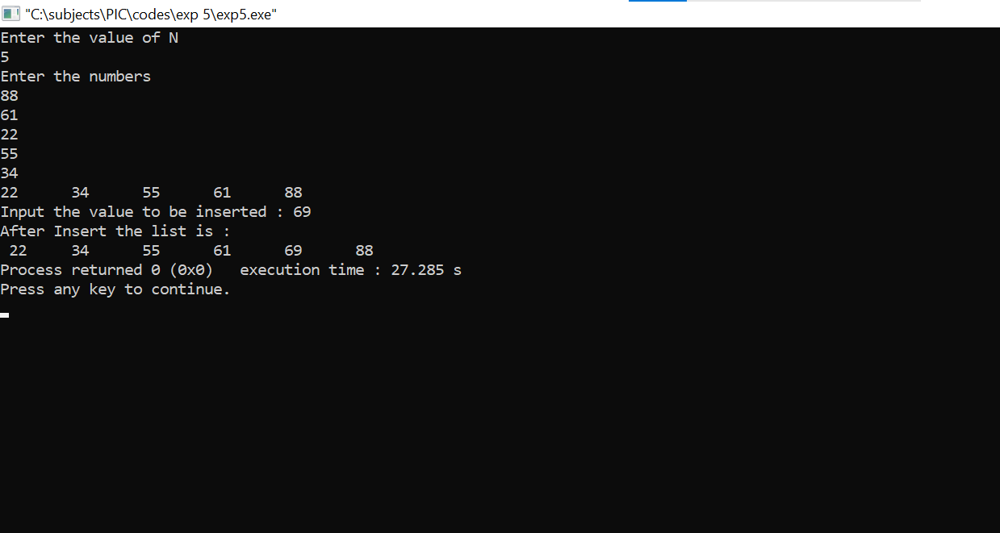 "C:\subjects\PIC\codes\exp 5\exp5.exe"
Enter the value of N
5
Enter the numbers
88
61
22
55
34
22      34      55      61      88
Input the value to be inserted : 69
After Insert the list is :
 22     34      55      61      69      88
Process returned 0 (0x0)   execution time : 27.285 s
Press any key to continue.